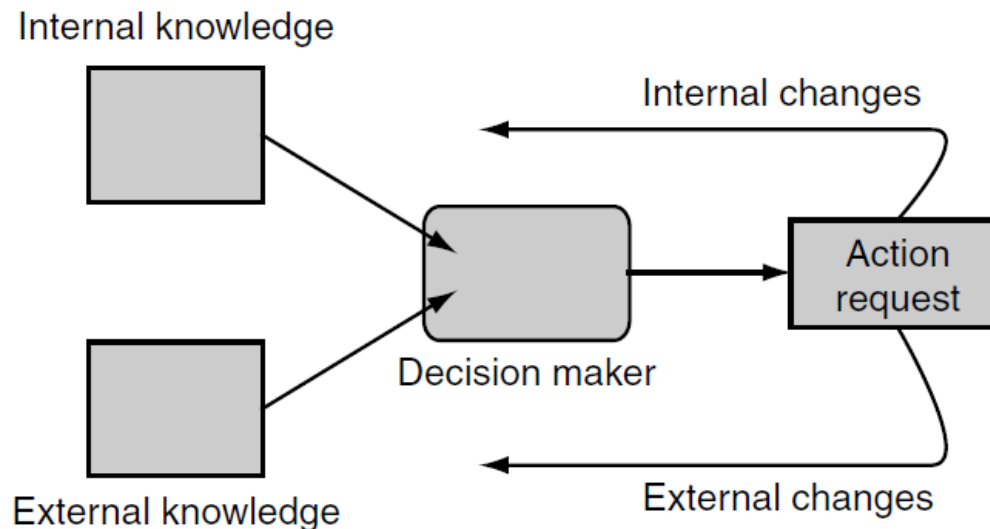 Internal knowledge
Internal changes
Action
request
Decision maker
External changes
External knowledge